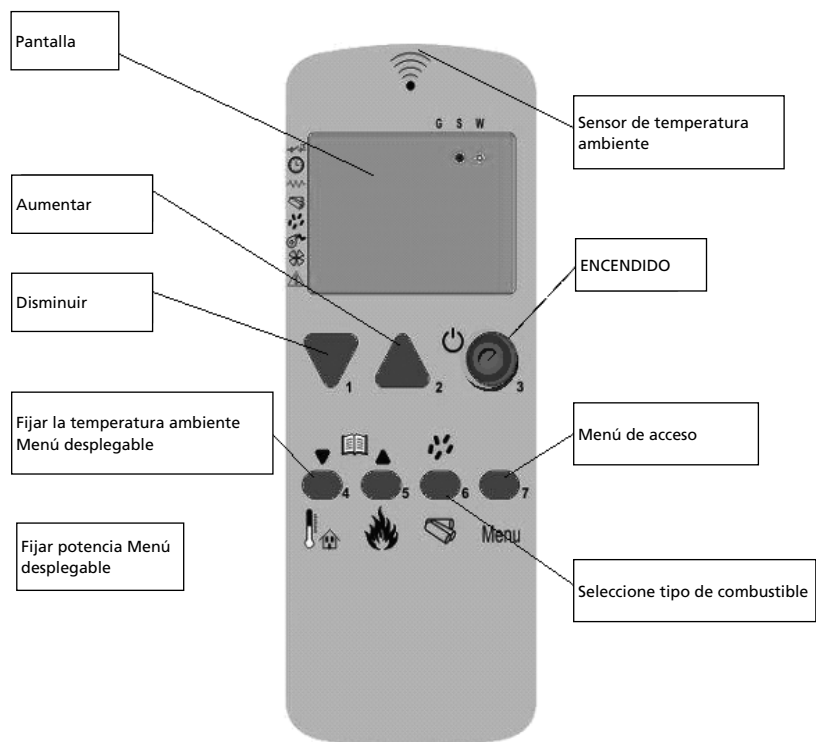 Pantalla
Sensor de temperatura
ambiente
G S W
Aumentar
ENCENDIDO
Disminuir
1
2
3
Fijar la temperatura ambiente
Menú desplegable
Menú de acceso
4
5
6
7
Menu
Fijar potencia Menú
desplegable
Seleccione tipo de combustible